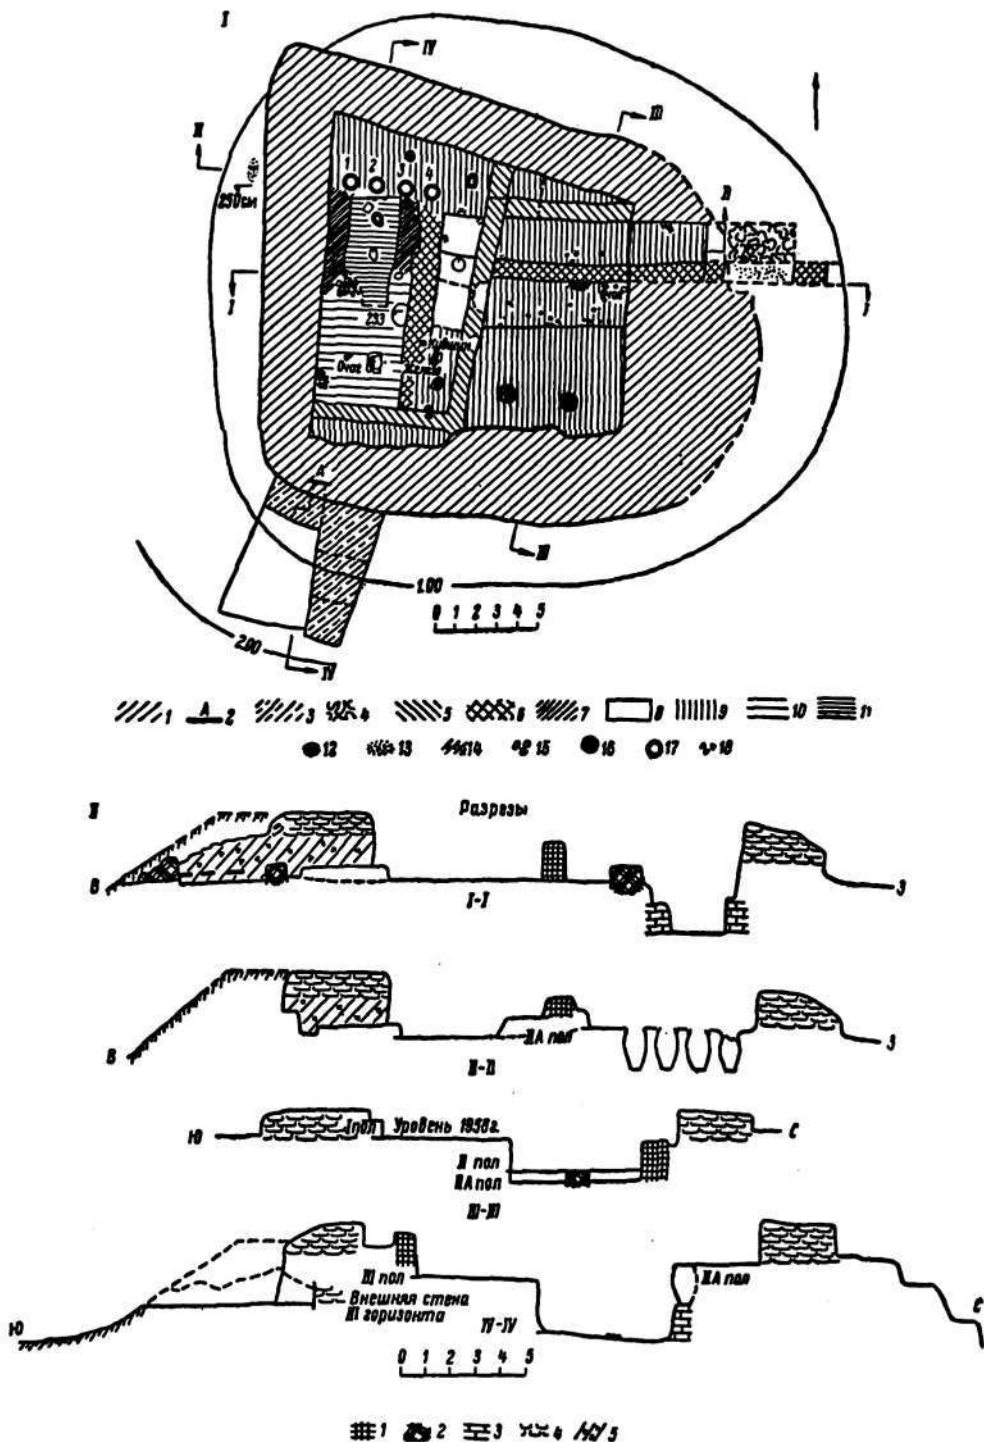 I
IV
III
II
250см
1 2 3 4
II
I
I
293
Очаг
А
III
1.00
0 1 2 3 4 5
2.00
IV
1 А 2 3 4 5 6 7 8 9 10 11
12 13 14 15 16 17 18
II Разрезы
В I-I З
В IIА пол З
II-II
Ю I пол Уровень 1958г. С
II пол
IIА пол
III-III
III пол IIА пол
Внешняя стена
III горизонта
Ю IV-IV С
0 1 2 3 4 5
1 2 3 4 5